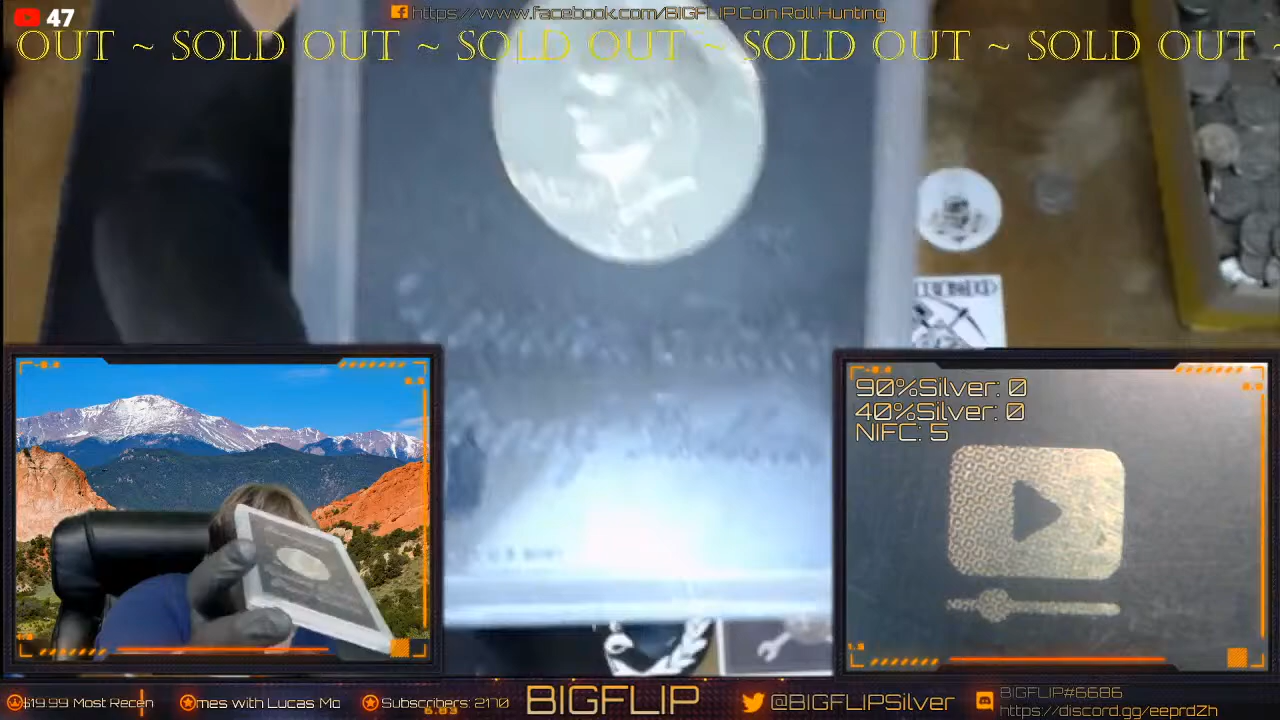 47
https://www.facebook.com/BIGFLIP Coin Roll Hunting
OUT ~ SOLD OUT ~ SOLD OUT ~ SOLD OUT ~ SOLD OUT ~
90%Silver: 0
40%Silver: 0
NIFC: 5
$19.99 Most Recen
mes with Lucas Mc
Subscribers: 2170
BIGFLIP
@BIGFLIPSilver
BIGFLIP#6686
https://discord.gg/eeprdZh